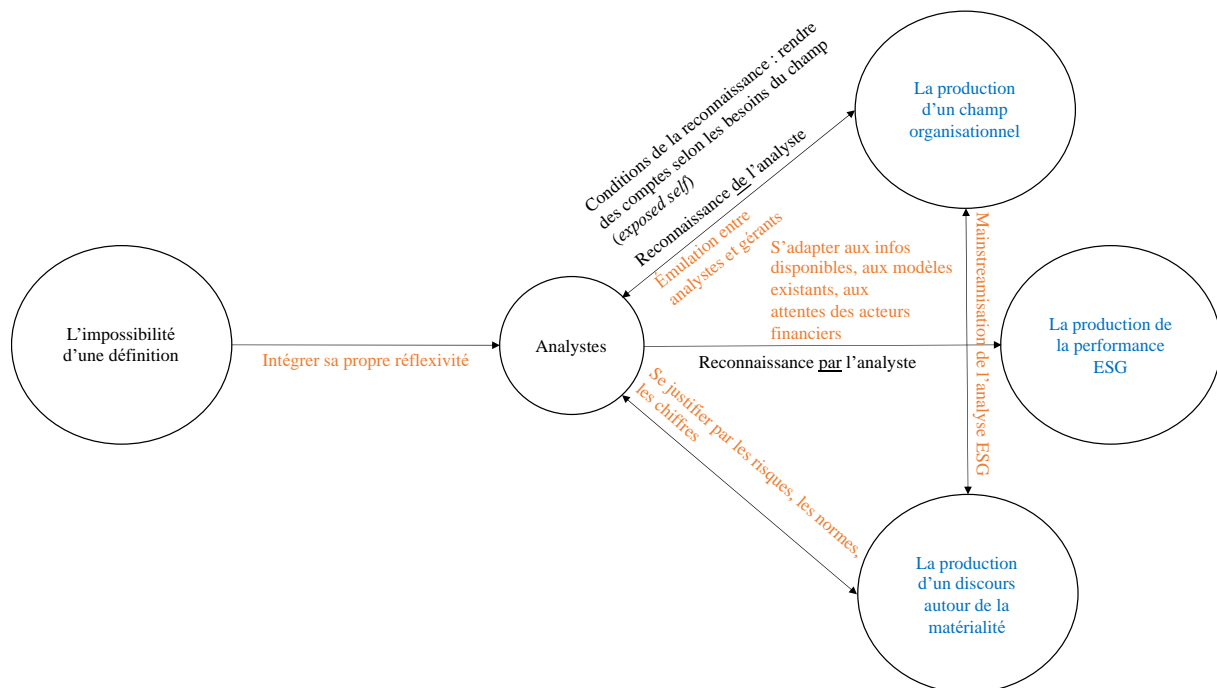 L'impossibilité
d'une définition
Intégrer sa propre réflexivité
Analystes
Conditions de la reconnaissance : rendre
des comptes selon les besoins du champ
(exposed self)
Reconnaissance de l'analyste
Émulation entre
analystes et gérants
La production
d'un champ
organisationnel
S'adapter aux infos
disponibles, aux modèles
existants, aux
attentes des acteurs
financiers
Reconnaissance par l'analyste
Mainstreamisation de l'analyse ESG
La production de
la performance
ESG
Se justifier par les risques, les normes,
les chiffres
La production
d'un discours
autour de la
matérialité